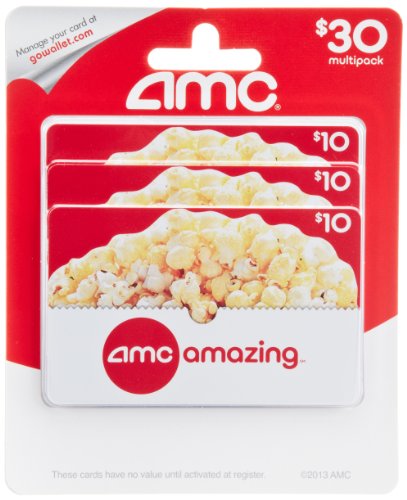 Manage your card at
gowallet.com
$30
multipack
amc®
$10
$10
$10
amc amazing™
These cards have no value until activated at register.
©2013 AMC